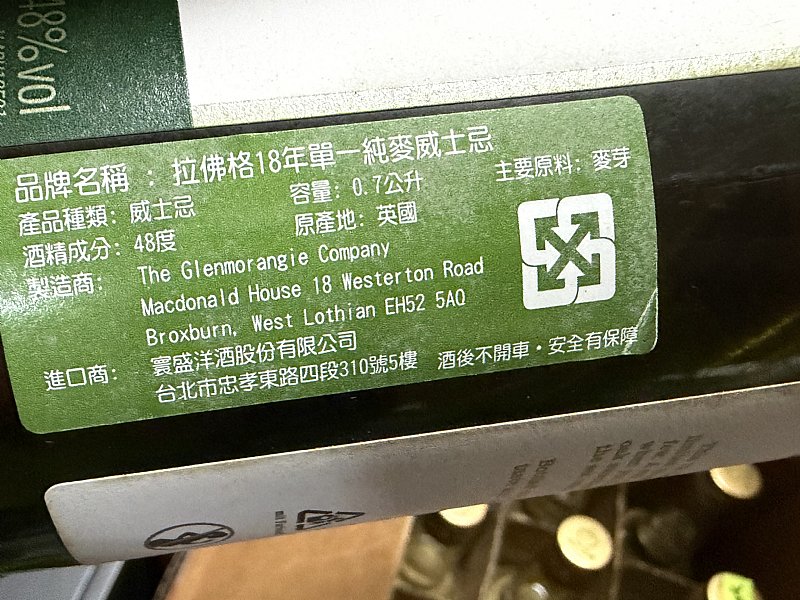 48%vol
品牌名稱：拉佛格18年單一純麥威士忌
產品種類：威士忌 容量：0.7公升 主要原料：麥芽
酒精成分：48度 原產地：英國
製造商：The Glenmorangie Company
Macdonald House 18 Westerton Road
Broxburn, West Lothian EH52 5AQ
進口商：寰盛洋酒股份有限公司
台北市忠孝東路四段310號5樓 酒後不開車・安全有保障